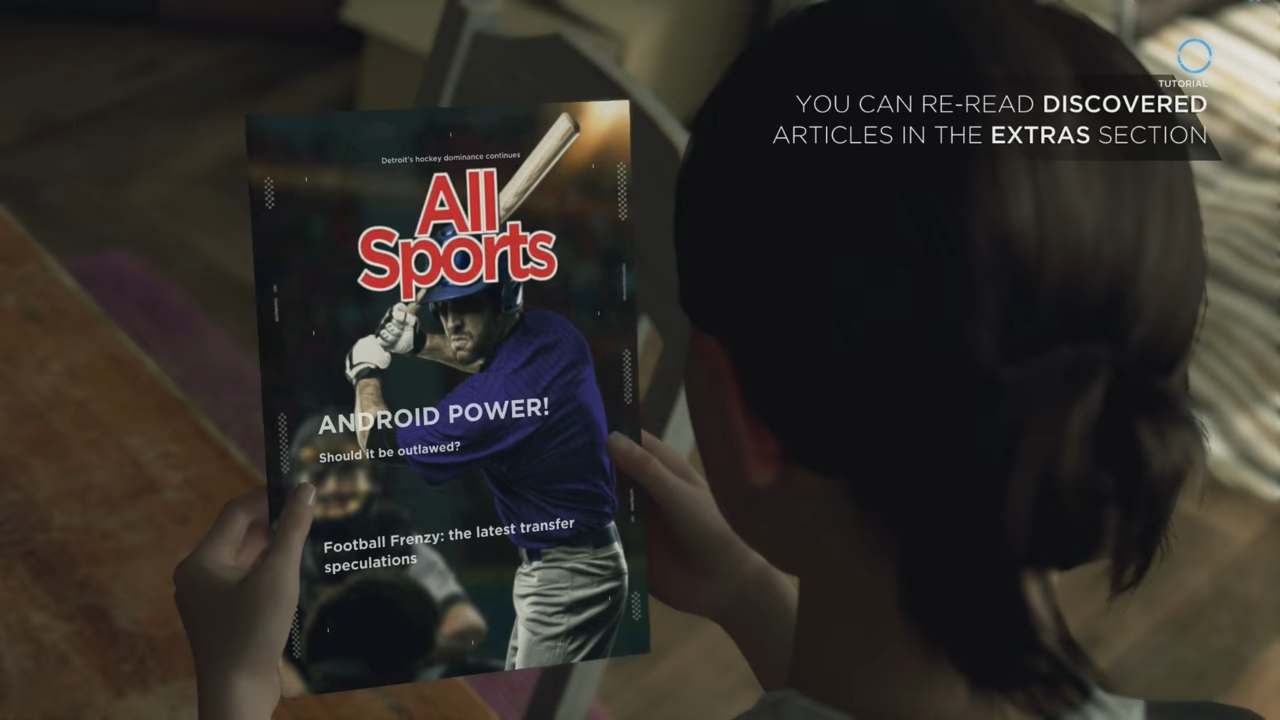 TUTORIAL
YOU CAN RE-READ DISCOVERED
ARTICLES IN THE EXTRAS SECTION
Detroit's hockey dominance continues
All
Sports
ANDROID POWER!
Should it be outlawed?
Football Frenzy: the latest transfer
speculations